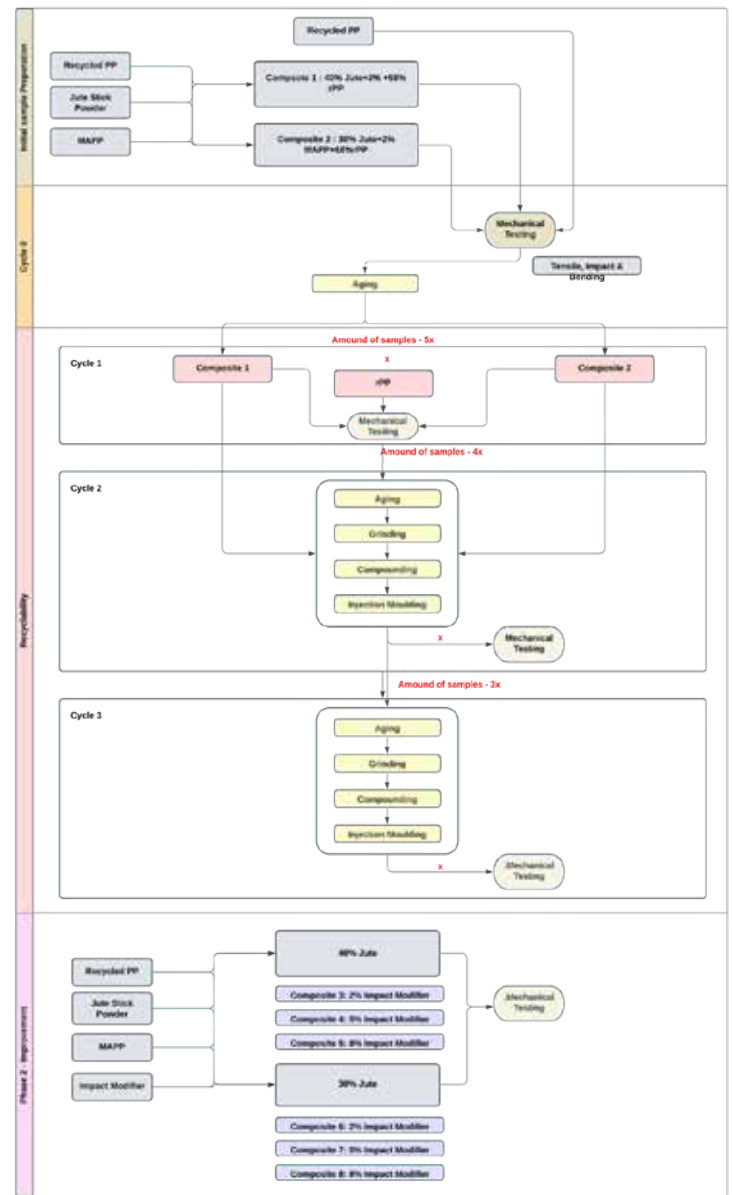 Initial sample Preparation
Recycled PP
Recycled PP
Jute Stick
Powder
MAPP
Composite 1 : 40% Jute+2% +58%
rPP
Composite 2 : 30% Jute+2%
MAPP+68%rPP
Cycle 0
Mechanical
Testing
Tensile, Impact &
Bending
Aging
Recyclability
Amound of samples - 5x
Cycle 1
Composite 1
x
rPP
Composite 2
Mechanical
Testing
Amound of samples - 4x
Cycle 2
Aging
Grinding
Compounding
Injection Moulding
x
Mechanical
Testing
Amound of samples - 3x
Cycle 3
Aging
Grinding
Compounding
Injection Moulding
x
Mechanical
Testing
Phase 2 - Improvement
Recycled PP
Jute Stick
Powder
MAPP
Impact Modifier
40% Jute
Composite 3: 2% Impact Modifier
Composite 4: 5% Impact Modifier
Composite 5: 8% Impact Modifier
30% Jute
Composite 6: 2% Impact Modifier
Composite 7: 5% Impact Modifier
Composite 8: 8% Impact Modifier
Mechanical
Testing